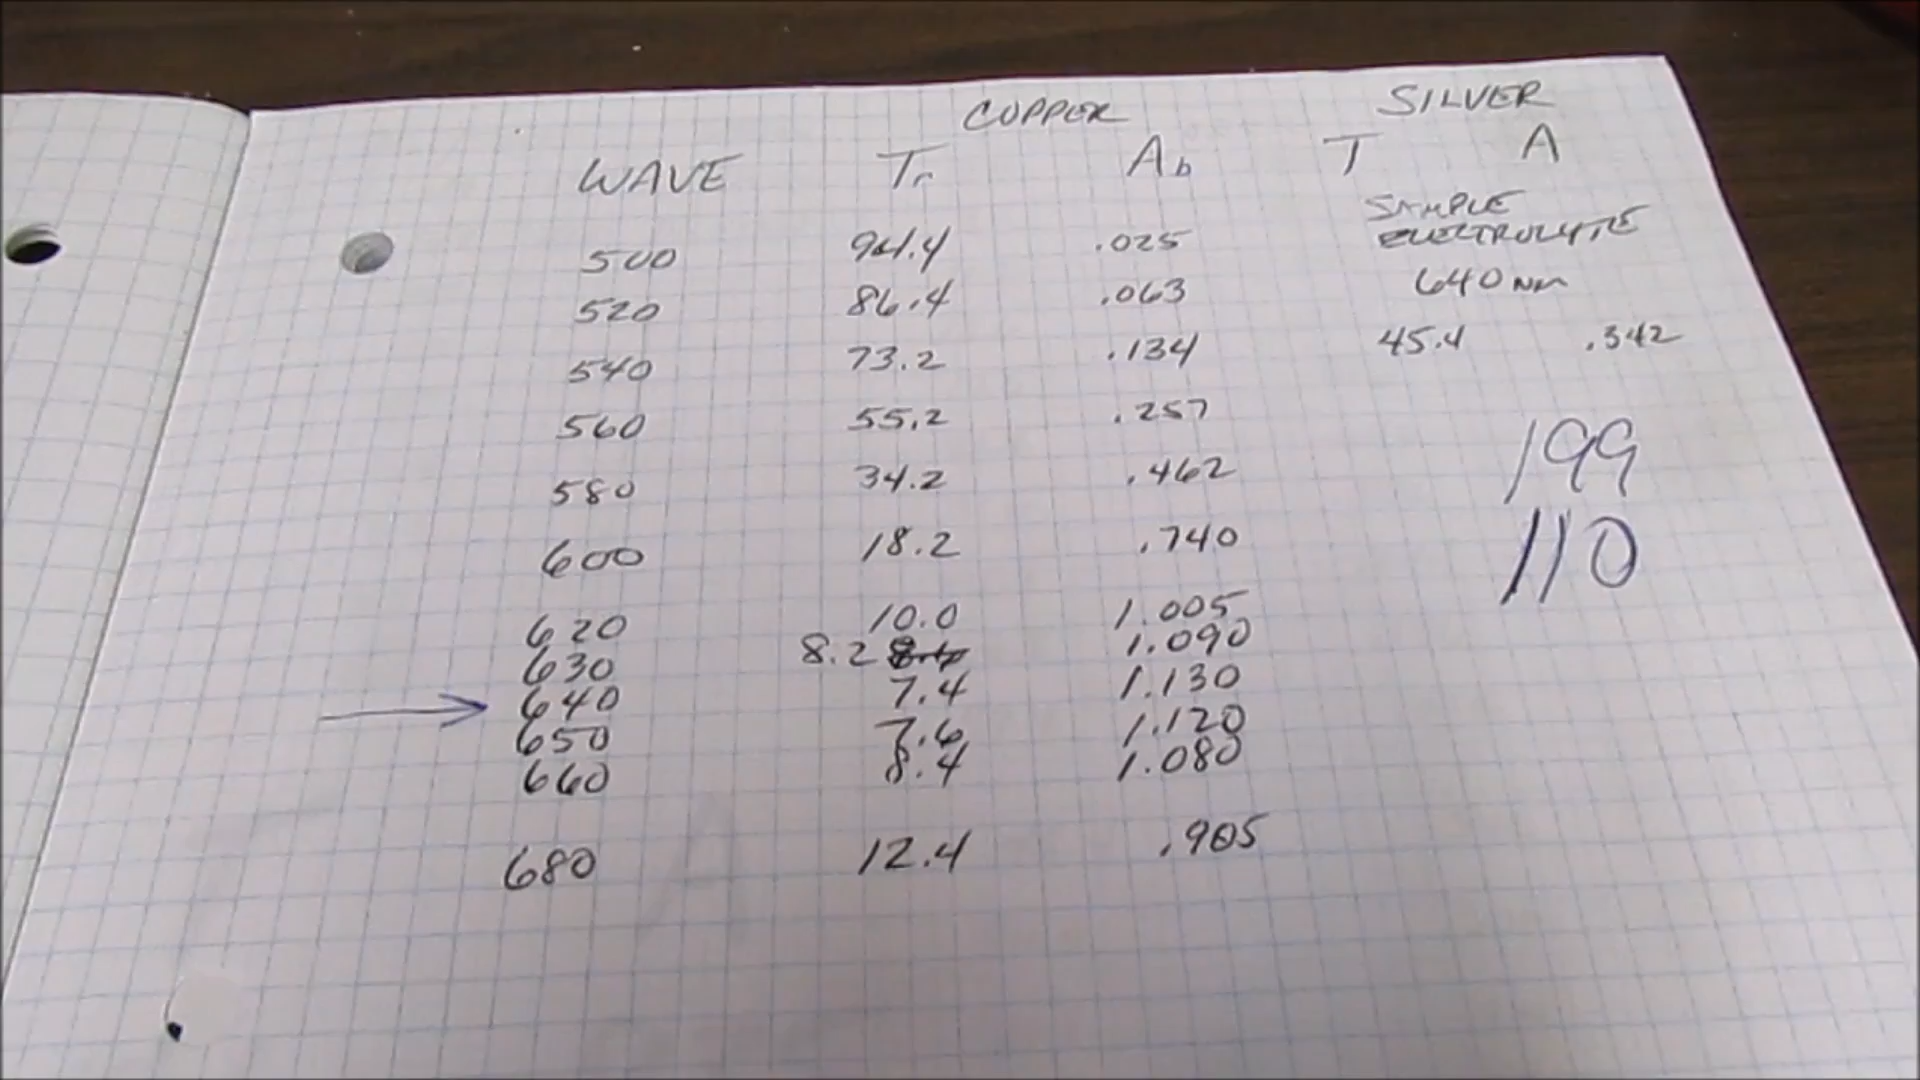 COPPER SILVER
WAVE Tr Ab T A
SAMPLE
ELECTROLYTE
500 94.4 .025
640 nm
520 86.4 .063
540 73.2 .134 45.4 .342
560 55.2 .257
199
580 34.2 .462
600 18.2 .740
110
620 10.0 1.005
630 8.2 1.090
640 7.4 1.130
650 7.6 1.120
660 8.4 1.080
680 12.4 .905